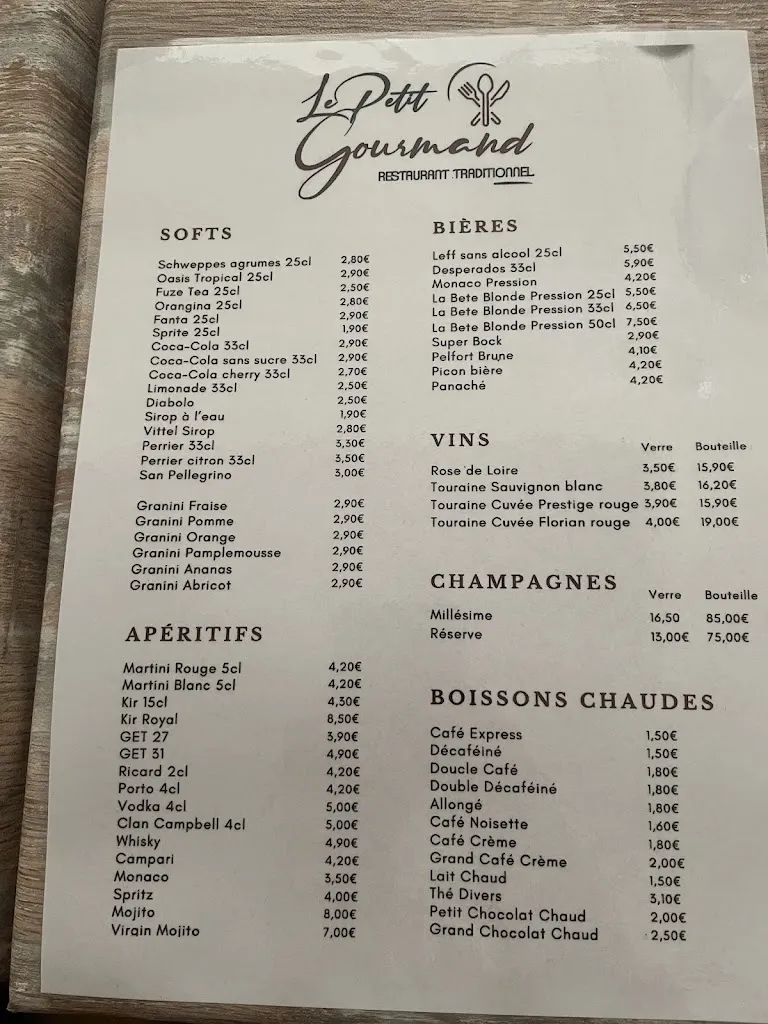 Le Petit
Gourmand
RESTAURANT TRADITIONNEL
SOFTS
Schweppes agrumes 25cl 2,80€
Oasis Tropical 25cl 2,90€
Fuze Tea 25cl 2,50€
Orangina 25cl 2,80€
Fanta 25cl 2,90€
Sprite 25cl 1,90€
Coca-Cola 33cl 2,90€
Coca-Cola sans sucre 33cl 2,90€
Coca-Cola cherry 33cl 2,70€
Limonade 33cl 2,50€
Diabolo 2,50€
Sirop à l'eau 1,90€
Vittel Sirop 2,80€
Perrier 33cl 3,30€
Perrier citron 33cl 3,50€
San Pellegrino 3,00€
Granini Fraise 2,90€
Granini Pomme 2,90€
Granini Orange 2,90€
Granini Pamplemousse 2,90€
Granini Ananas 2,90€
Granini Abricot 2,90€
APÉRITIFS
Martini Rouge 5cl 4,20€
Martini Blanc 5cl 4,20€
Kir 15cl 4,30€
Kir Royal 8,50€
GET 27 3,90€
GET 31 4,90€
Ricard 2cl 4,20€
Porto 4cl 4,20€
Vodka 4cl 5,00€
Clan Campbell 4cl 5,00€
Whisky 4,90€
Campari 4,20€
Monaco 3,50€
Spritz 4,00€
Mojito 8,00€
Virgin Mojito 7,00€
BIÈRES
Leff sans alcool 25cl 5,50€
Desperados 33cl 5,90€
Monaco Pression 4,20€
La Bete Blonde Pression 25cl 5,50€
La Bete Blonde Pression 33cl 6,50€
La Bete Blonde Pression 50cl 7,50€
Super Bock 2,90€
Pelfort Brune 4,10€
Picon bière 4,20€
Panaché 4,20€
VINS Verre Bouteille
Rose de Loire 3,50€ 15,90€
Touraine Sauvignon blanc 3,80€ 16,20€
Touraine Cuvée Prestige rouge 3,90€ 15,90€
Touraine Cuvée Florian rouge 4,00€ 19,00€
CHAMPAGNES Verre Bouteille
Millésime 16,50 85,00€
Réserve 13,00€ 75,00€
BOISSONS CHAUDES
Café Express 1,50€
Décaféiné 1,50€
Doucle Café 1,80€
Double Décaféiné 1,80€
Allongé 1,80€
Café Noisette 1,60€
Café Crème 1,80€
Grand Café Crème 2,00€
Lait Chaud 1,50€
Thé Divers 3,10€
Petit Chocolat Chaud 2,00€
Grand Chocolat Chaud 2,50€